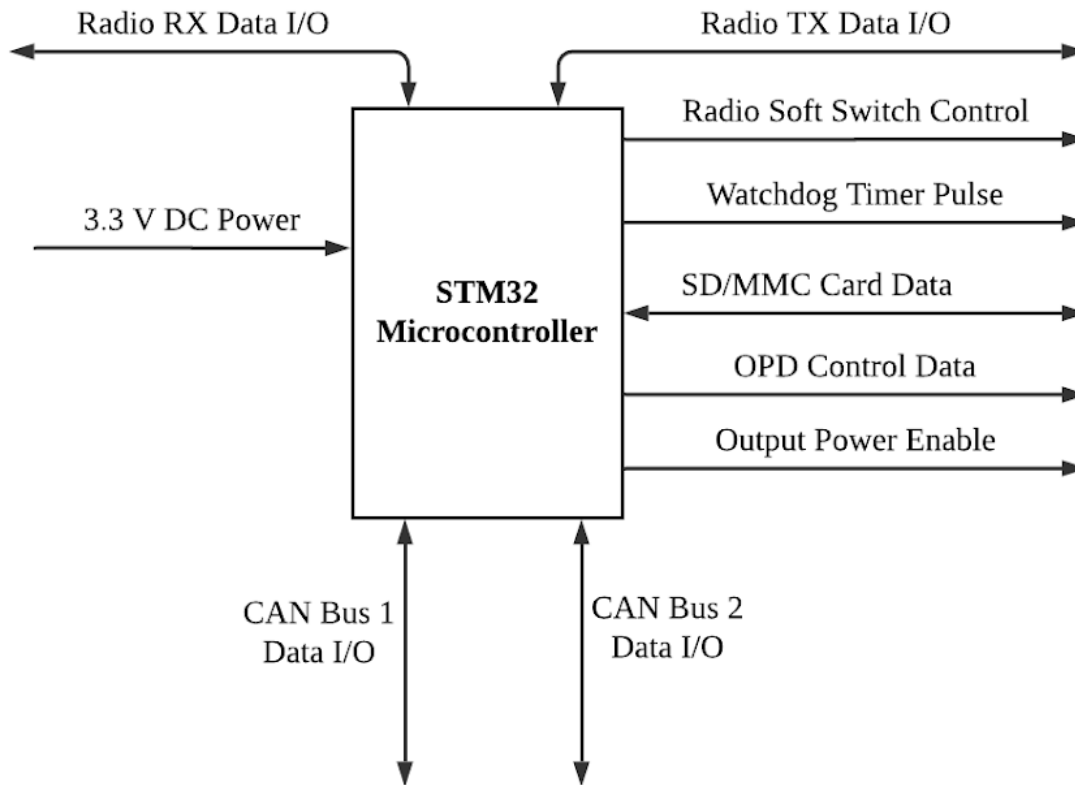 Radio RX Data I/O
Radio TX Data I/O
Radio Soft Switch Control
Watchdog Timer Pulse
3.3 V DC Power
STM32
Microcontroller
SD/MMC Card Data
OPD Control Data
Output Power Enable
CAN Bus 1
Data I/O
CAN Bus 2
Data I/O